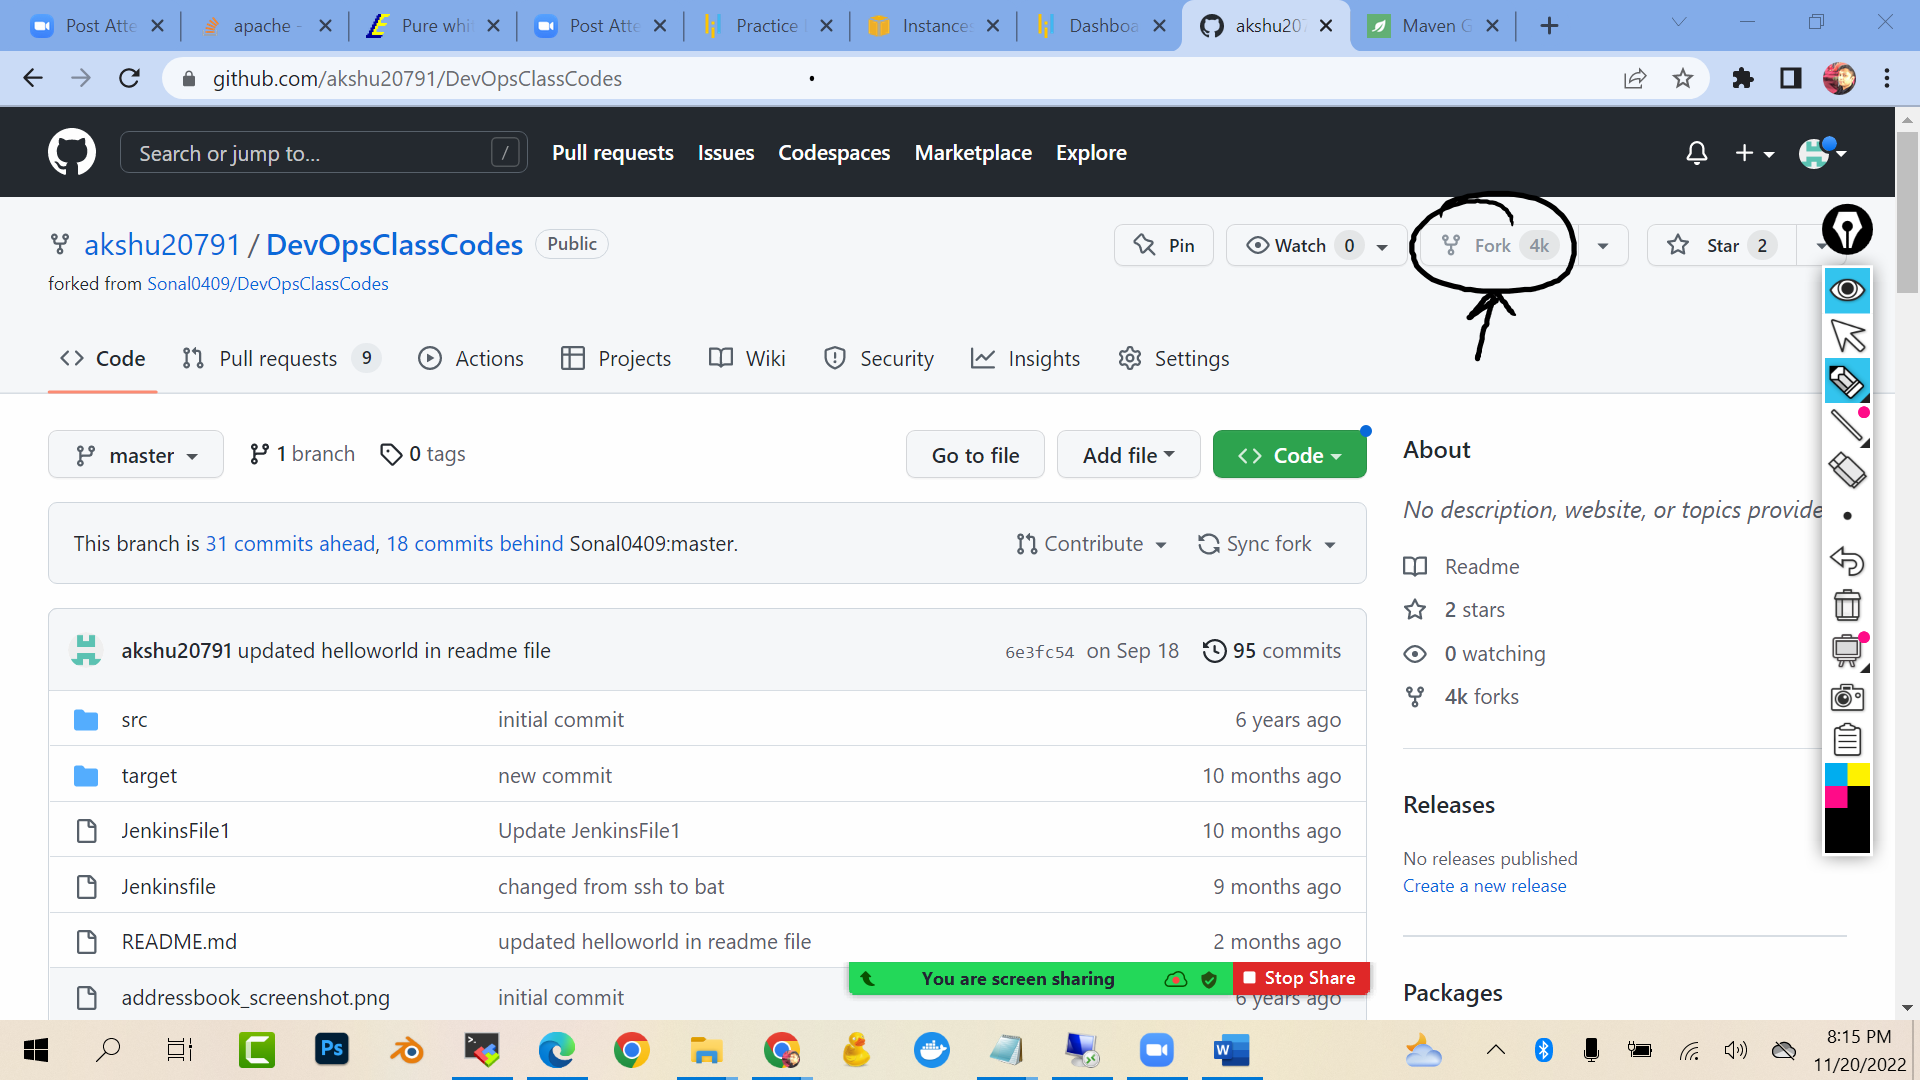 Post Atte
apache -
Pure whit
Post Atte
Practice
Instances
Dashboa
akshu207
Maven G
github.com/akshu20791/DevOpsClassCodes
Search or jump to...
/
Pull requests
Issues
Codespaces
Marketplace
Explore
akshu20791 / DevOpsClassCodes
Public
Pin
Watch 0
Fork 4k
Star 2
forked from Sonal0409/DevOpsClassCodes
Code
Pull requests 9
Actions
Projects
Wiki
Security
Insights
Settings
master
1 branch
0 tags
Go to file
Add file
Code
About
No description, website, or topics provide
This branch is 31 commits ahead, 18 commits behind Sonal0409:master.
Contribute
Sync fork
Readme
2 stars
0 watching
4k forks
akshu20791 updated helloworld in readme file
6e3fc54 on Sep 18
95 commits
src
initial commit
6 years ago
target
new commit
10 months ago
JenkinsFile1
Update JenkinsFile1
10 months ago
Jenkinsfile
changed from ssh to bat
9 months ago
README.md
updated helloworld in readme file
2 months ago
addressbook_screenshot.png
initial commit
6 years ago
Releases
No releases published
Create a new release
Packages
You are screen sharing
Stop Share
Ps
W
8:15 PM
11/20/2022